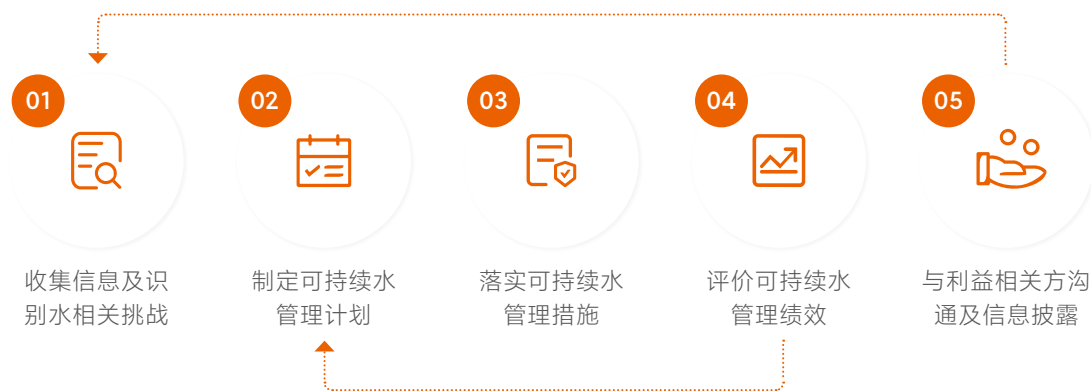 01
收集信息及识
别水相关挑战
02
制定可持续水
管理计划
03
落实可持续水
管理措施
04
评价可持续水
管理绩效
05
与利益相关方沟
通及信息披露